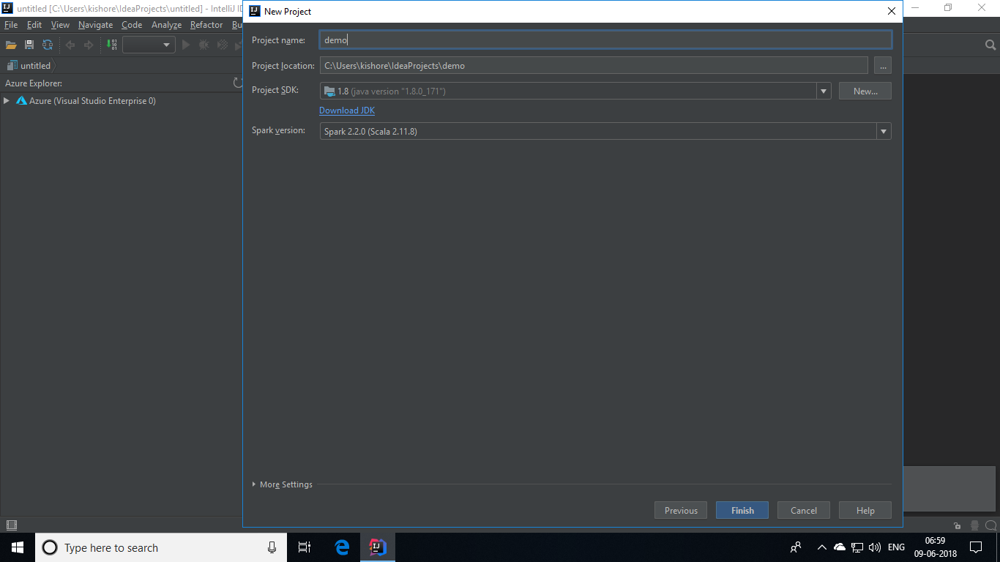 untitled [C:\Users\kishore\IdeaProjects\untitled] - IntelliJ
New Project
File Edit View Navigate Code Analyze Refactor Bu
Project name: demo
untitled
Project location: C:\Users\kishore\IdeaProjects\demo ...
Azure Explorer:
Project SDK: 1.8 (java version "1.8.0_171") New...
Azure (Visual Studio Enterprise 0)
Download JDK
Spark version: Spark 2.2.0 (Scala 2.11.8)
More Settings
Previous Finish Cancel Help
Type here to search
ENG
06:59
09-06-2018